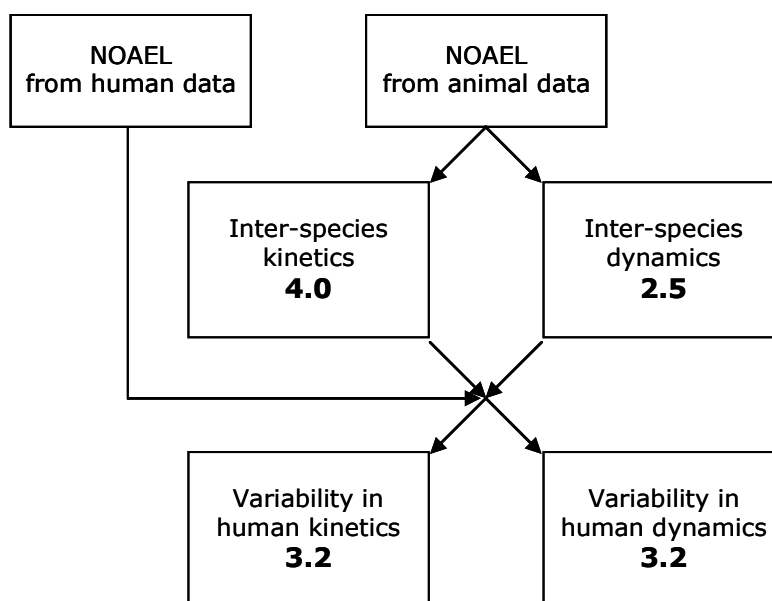 NOAEL
from human data
NOAEL
from animal data
Inter-species
kinetics
4.0
Inter-species
dynamics
2.5
Variability in
human kinetics
3.2
Variability in
human dynamics
3.2